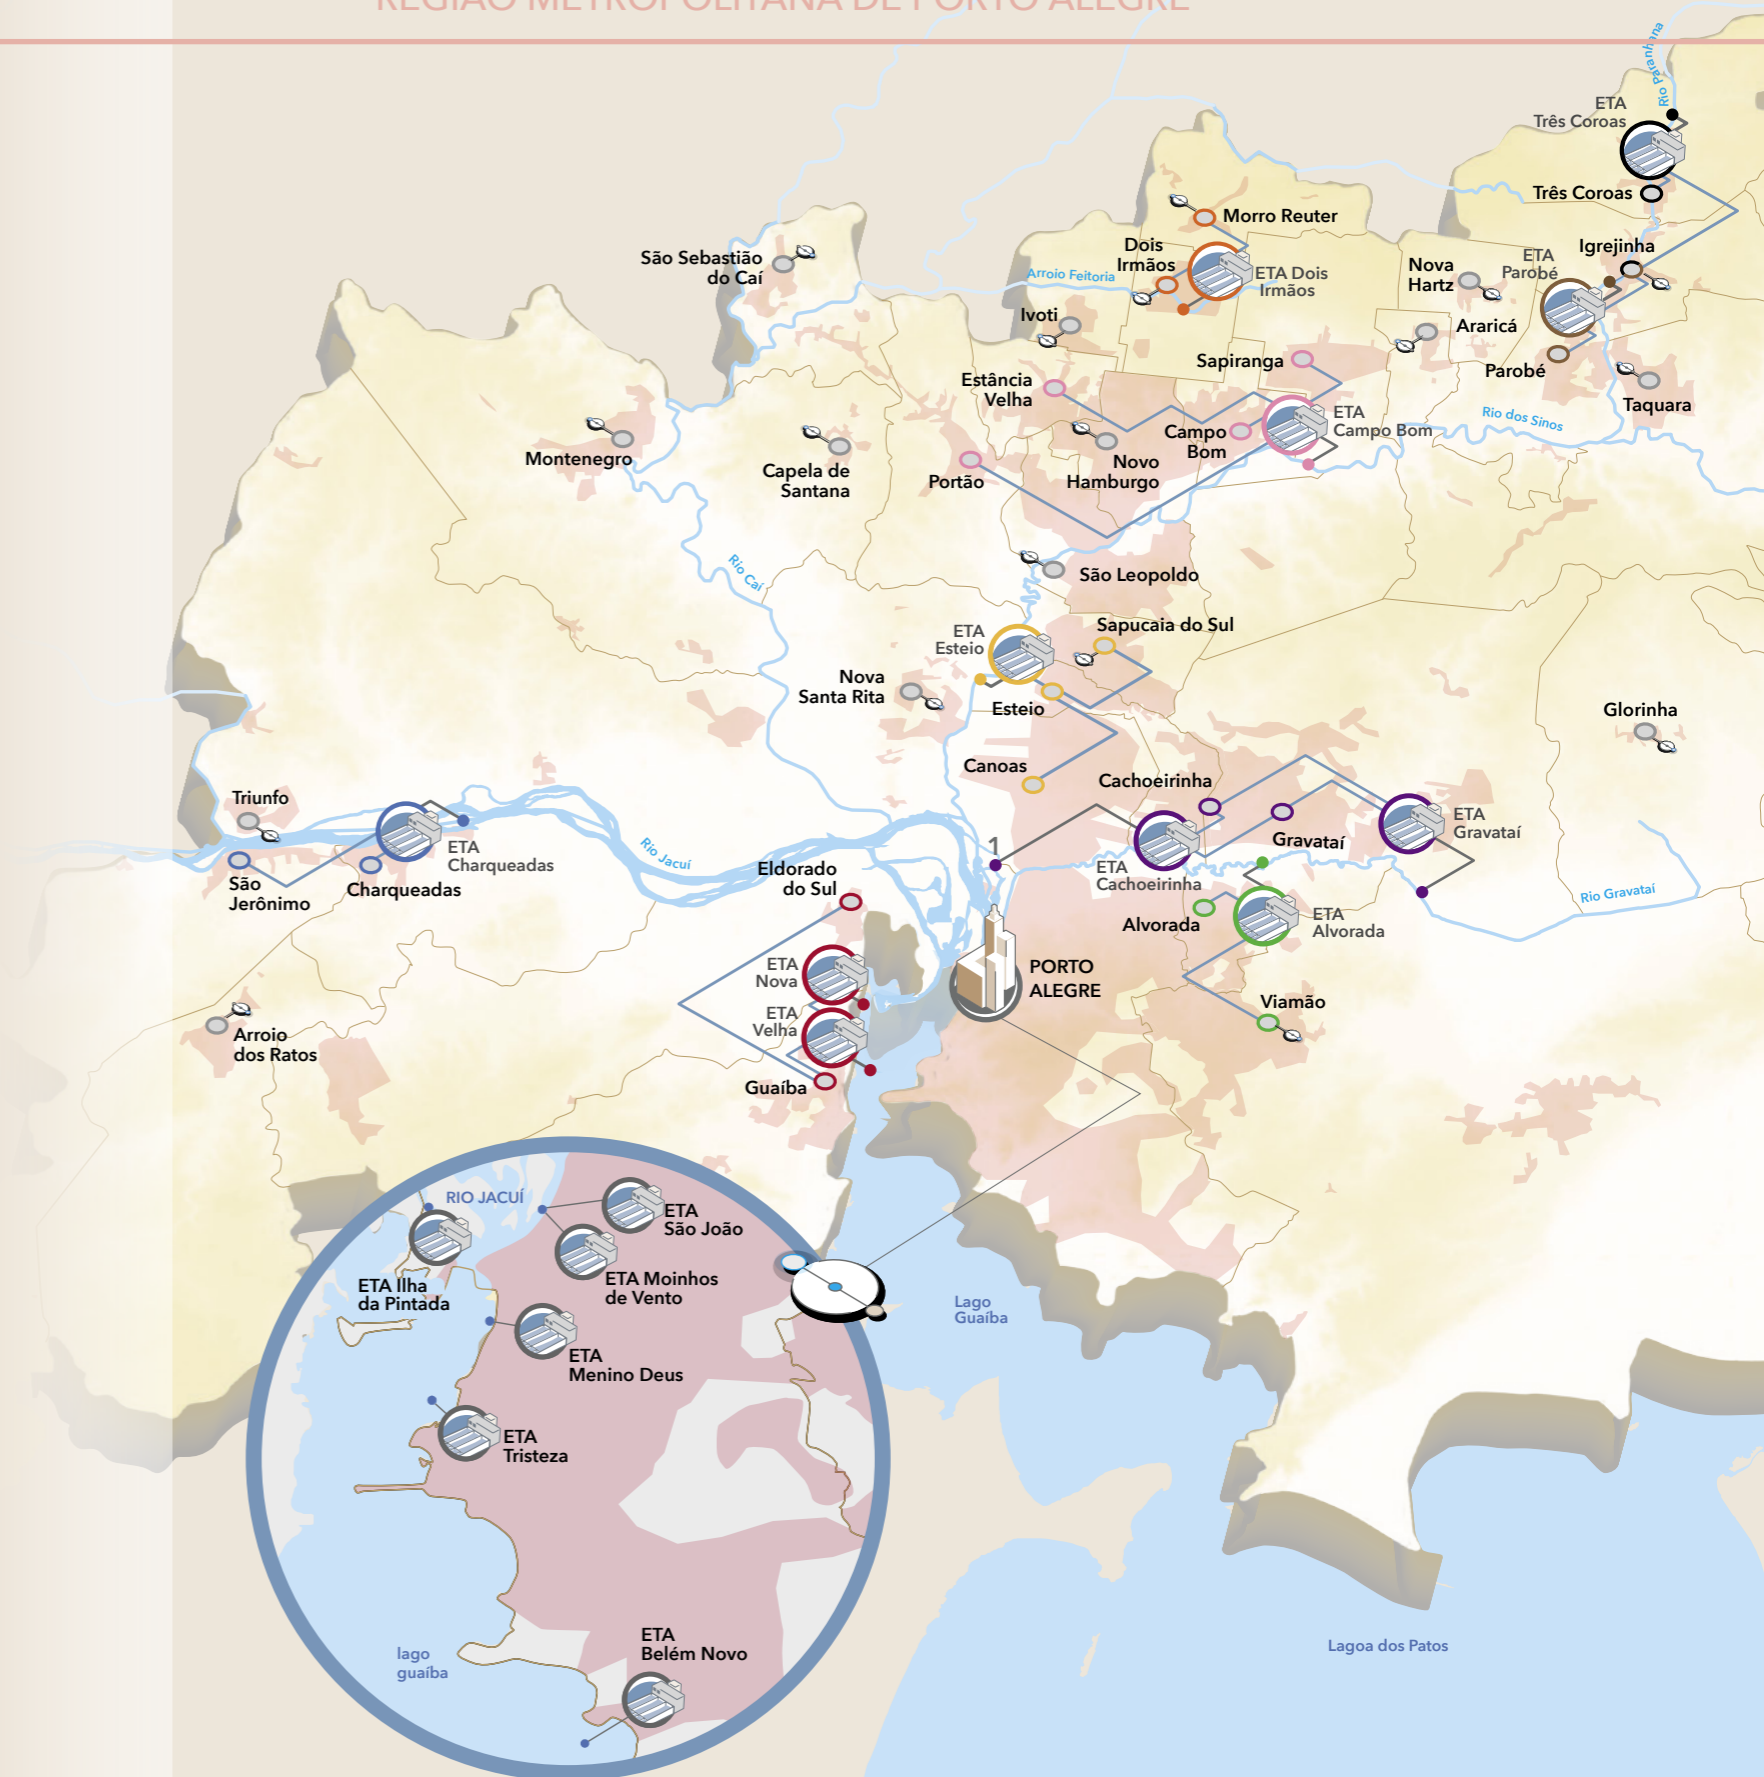 REGIÃO METROPOLITANA DE PORTO ALEGRE
Rio Paranhana
ETA
Três Coroas
Três Coroas
Morro Reuter
Dois
Irmãos
ETA Dois
Irmãos
Arroio Feitoria
Igrejinha
ETA
Parobé
Nova
Hartz
São Sebastião
do Caí
Ivoti
Araricá
Sapiranga
Parobé
Estância
Velha
Taquara
ETA
Campo Bom
Rio dos Sinos
Campo
Bom
Montenegro
Capela de
Santana
Portão
Novo
Hamburgo
Rio Caí
São Leopoldo
ETA
Esteio
Sapucaia do Sul
Nova
Santa Rita
Esteio
Glorinha
Canoas
Cachoeirinha
Triunfo
ETA
Gravataí
Gravataí
1
ETA
Charqueadas
Rio Jacuí
Eldorado
do Sul
ETA
Cachoeirinha
São
Jerônimo
Charqueadas
Rio Gravataí
Alvorada
ETA
Alvorada
ETA
Nova
PORTO
ALEGRE
Viamão
ETA
Velha
Arroio
dos Ratos
Guaíba
RIO JACUÍ
ETA
São João
ETA Ilha
da Pintada
ETA Moinhos
de Vento
Lago
Guaíba
ETA
Menino Deus
ETA
Tristeza
ETA
Belém Novo
lago
guaíba
Lagoa dos Patos